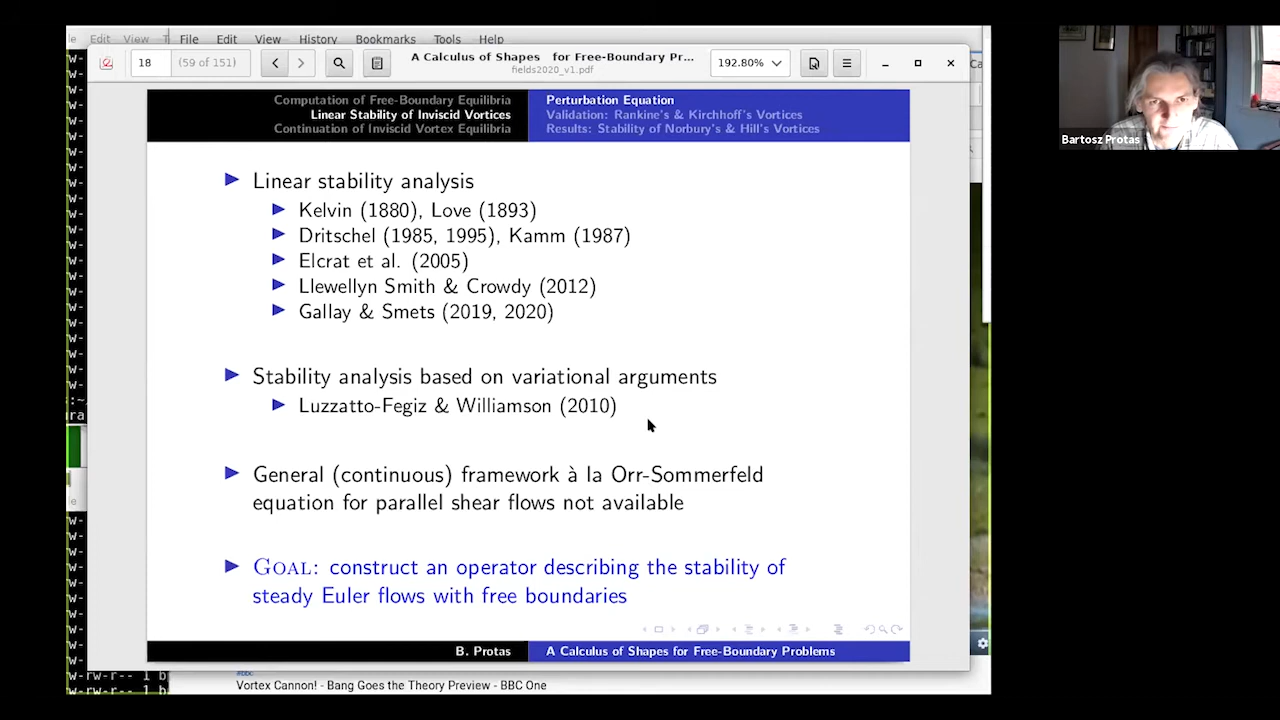 le Edit View T File Edit View History Bookmarks Tools Help
18 (59 of 151) A Calculus of Shapes for Free-Boundary Pr... 192.80%
fields2020_v1.pdf
Computation of Free-Boundary Equilibria
Linear Stability of Inviscid Vortices
Continuation of Inviscid Vortex Equilibria
Perturbation Equation
Validation: Rankine's & Kirchhoff's Vortices
Results: Stability of Norbury's & Hill's Vortices
Linear stability analysis
Kelvin (1880), Love (1893)
Dritschel (1985, 1995), Kamm (1987)
Elcrat et al. (2005)
Llewellyn Smith & Crowdy (2012)
Gallay & Smets (2019, 2020)
Stability analysis based on variational arguments
Luzzatto-Fegiz & Williamson (2010)
General (continuous) framework à la Orr-Sommerfeld
equation for parallel shear flows not available
GOAL: construct an operator describing the stability of
steady Euler flows with free boundaries
B. Protas A Calculus of Shapes for Free-Boundary Problems
w-rw-r-- 1 b
Vortex Cannon! - Bang Goes the Theory Preview - BBC One
Bartosz Protas